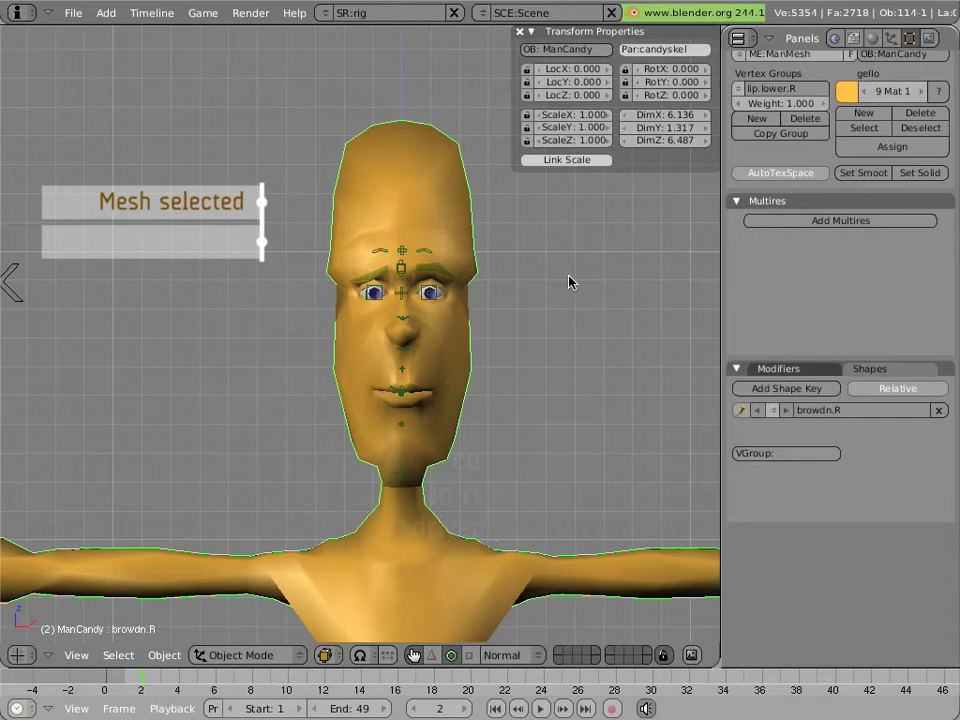 File Add Timeline Game Render Help SR:rig SCE:Scene www.blender.org 244.1 Ve:5354 | Fa:2718 | Ob:114-1 | La:
Transform Properties
OB: ManCandy Par:candyskel
LocX: 0.000 RotX: 0.000
LocY: 0.000 RotY: 0.000
LocZ: 0.000 RotZ: 0.000
ScaleX: 1.000 DimX: 6.136
ScaleY: 1.000 DimY: 1.317
ScaleZ: 1.000 DimZ: 6.487
Link Scale
Mesh selected
(2) ManCandy : browdn.R
View Select Object Object Mode Normal
Panels
ME:ManMesh F OB:ManCandy
Vertex Groups gello
lip.lower.R 9 Mat 1 ?
Weight: 1.000
New Delete New Delete
Copy Group Select Deselect
Assign
AutoTexSpace Set Smoot Set Solid
Multires
Add Multires
Modifiers Shapes
Add Shape Key Relative
browdn.R
VGroup:
-4 -2 0 2 4 6 8 10 12 14 16 18 20 22 24 26 28 30 32 34 36 38 40 42 44 46
View Frame Playback Pr Start: 1 End: 49 2